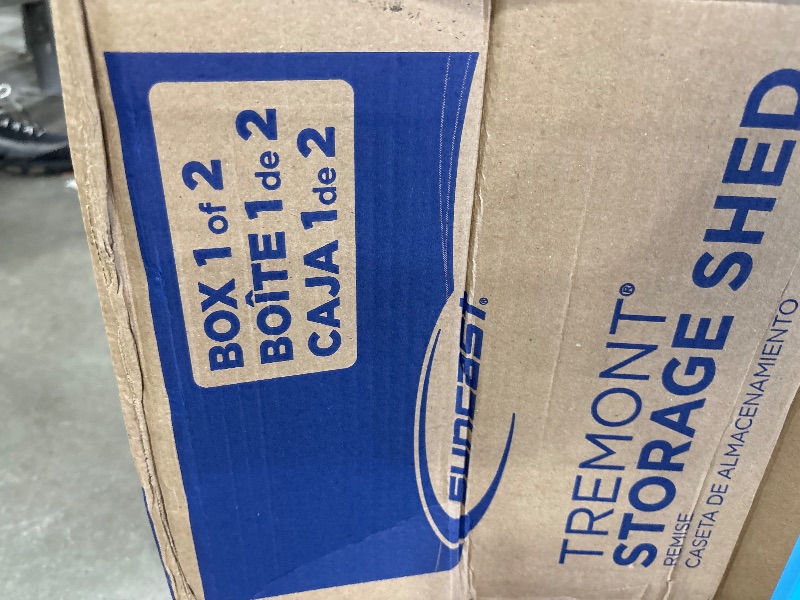 BOX 1 of 2
BOÎTE 1 de 2
CAJA 1 de 2
SUNCAST®
TREMONT®
STORAGE SHED
REMISE
CASETA DE ALMACENAMIENTO